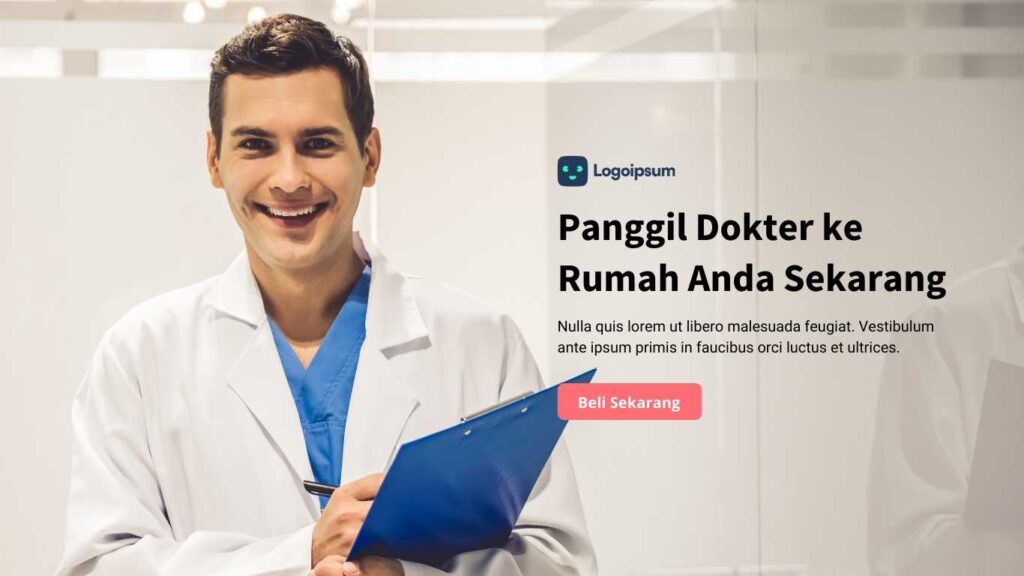 Logoipsum
Panggil Dokter ke
Rumah Anda Sekarang
Nulla quis lorem ut libero malesuada feugiat. Vestibulum
ante ipsum primis in faucibus orci luctus et ultrices.
Beli Sekarang